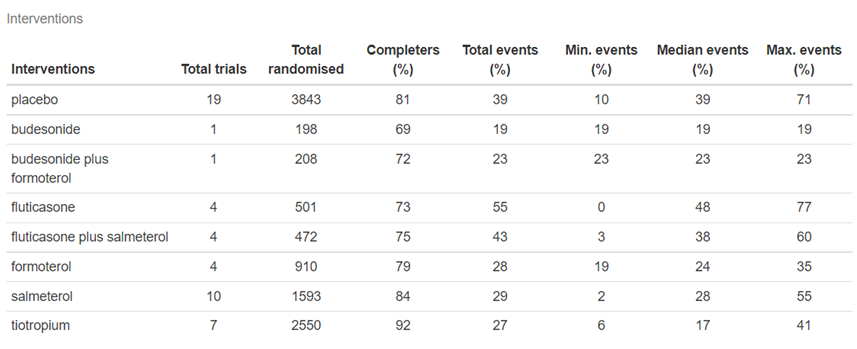 Interventions
Interventions Total trials Total randomised Completers (%) Total events (%) Min. events (%) Median events (%) Max. events (%)
placebo 19 3843 81 39 10 39 71
budesonide 1 198 69 19 19 19 19
budesonide plus formoterol 1 208 72 23 23 23 23
fluticasone 4 501 73 55 0 48 77
fluticasone plus salmeterol 4 472 75 43 3 38 60
formoterol 4 910 79 28 19 24 35
salmeterol 10 1593 84 29 2 28 55
tiotropium 7 2550 92 27 6 17 41